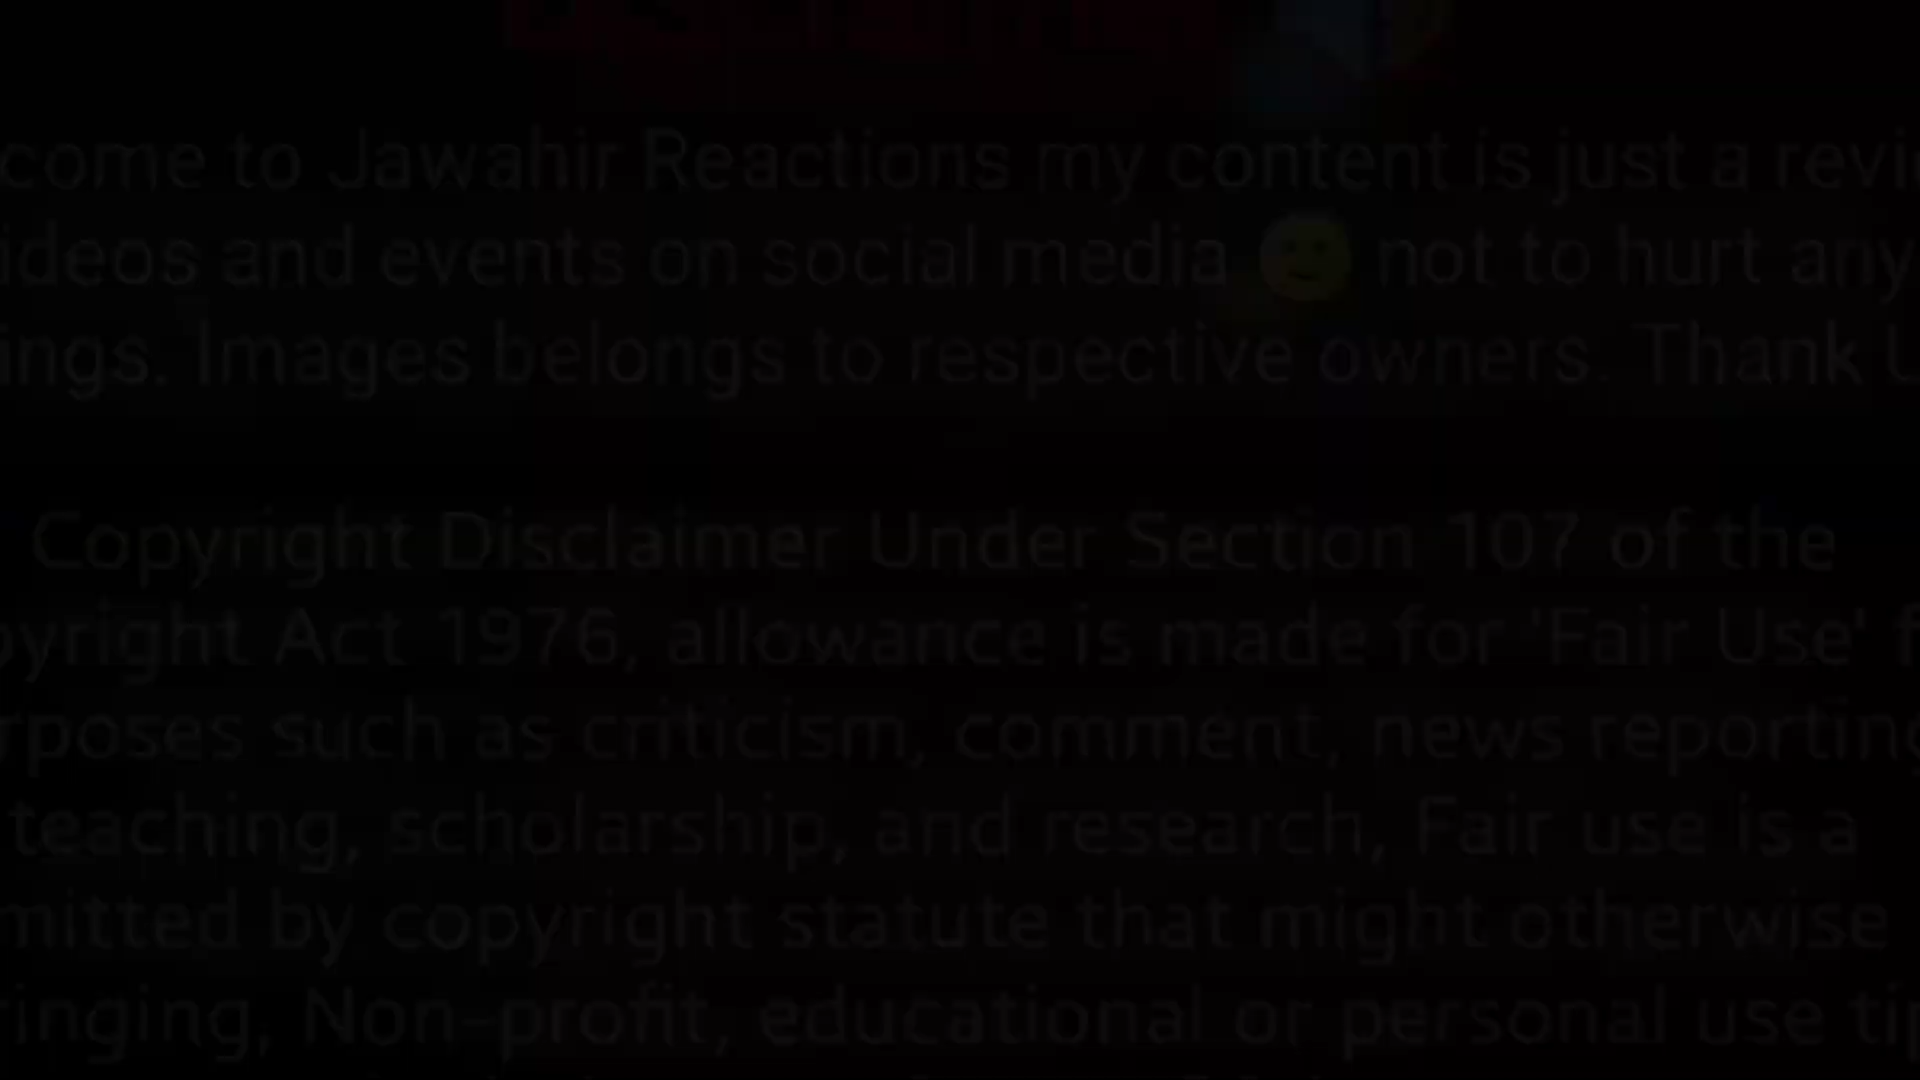 come to Jawahir Reactions my content is just a revi
ideos and events on social media 🙂 not to hurt any
ings. Images belongs to respective owners. Thank U
Copyright Disclaimer Under Section 107 of the
pyright Act 1976, allowance is made for 'Fair Use' f
rposes such as criticism, comment, news reporting
teaching, scholarship, and research, Fair use is a
mitted by copyright statute that might otherwise
ringing, Non-profit, educational or personal use tip